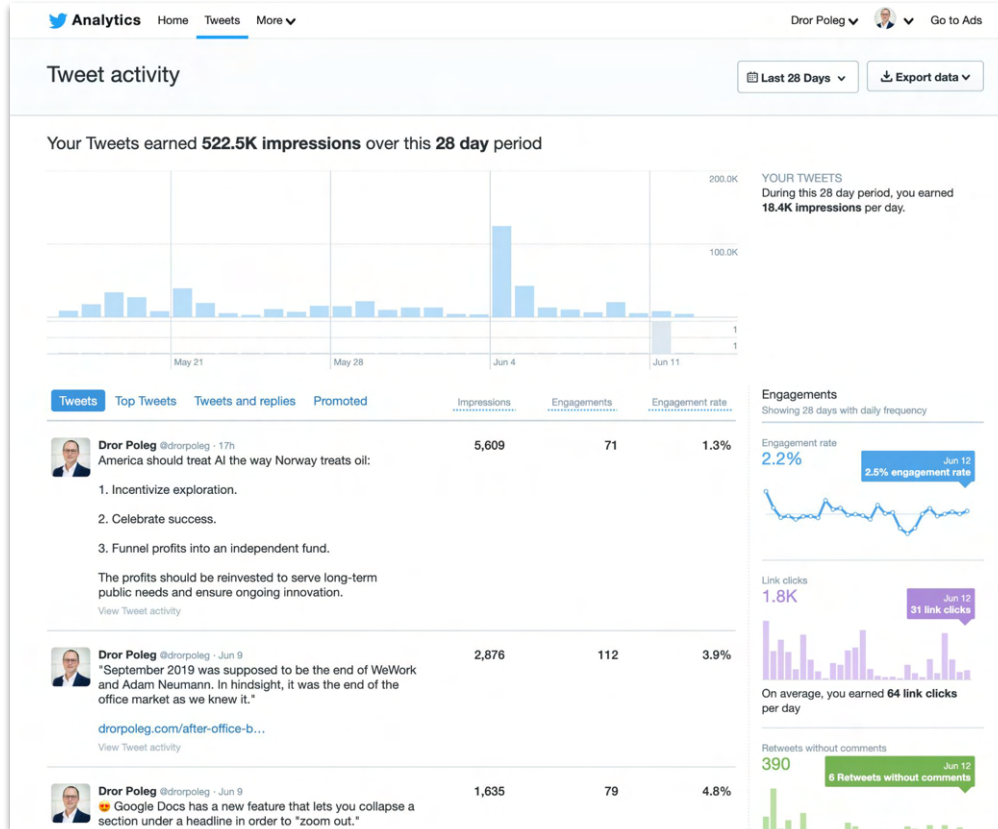 Analytics Home Tweets More
Dror Poleg Go to Ads
Tweet activity
Last 28 Days
Export data
Your Tweets earned 522.5K impressions over this 28 day period
200.0K
100.0K
1
1
May 21
May 28
Jun 4
Jun 11
YOUR TWEETS
During this 28 day period, you earned
18.4K impressions per day.
Tweets Top Tweets Tweets and replies Promoted
Impressions Engagements Engagement rate
Dror Poleg @drorpoleg · 17h
5,609 71 1.3%
America should treat AI the way Norway treats oil:
1. Incentivize exploration.
2. Celebrate success.
3. Funnel profits into an independent fund.
The profits should be reinvested to serve long-term
public needs and ensure ongoing innovation.
View Tweet activity
Dror Poleg @drorpoleg · Jun 9
2,876 112 3.9%
"September 2019 was supposed to be the end of WeWork
and Adam Neumann. In hindsight, it was the end of the
office market as we knew it."
drorpoleg.com/after-office-b…
View Tweet activity
Dror Poleg @drorpoleg · Jun 9
1,635 79 4.8%
😍 Google Docs has a new feature that lets you collapse a
section under a headline in order to "zoom out."
Engagements
Showing 28 days with daily frequency
Engagement rate
2.2%
Jun 12
2.5% engagement rate
Link clicks
1.8K
Jun 12
31 link clicks
On average, you earned 64 link clicks
per day
Retweets without comments
390
Jun 12
6 Retweets without comments